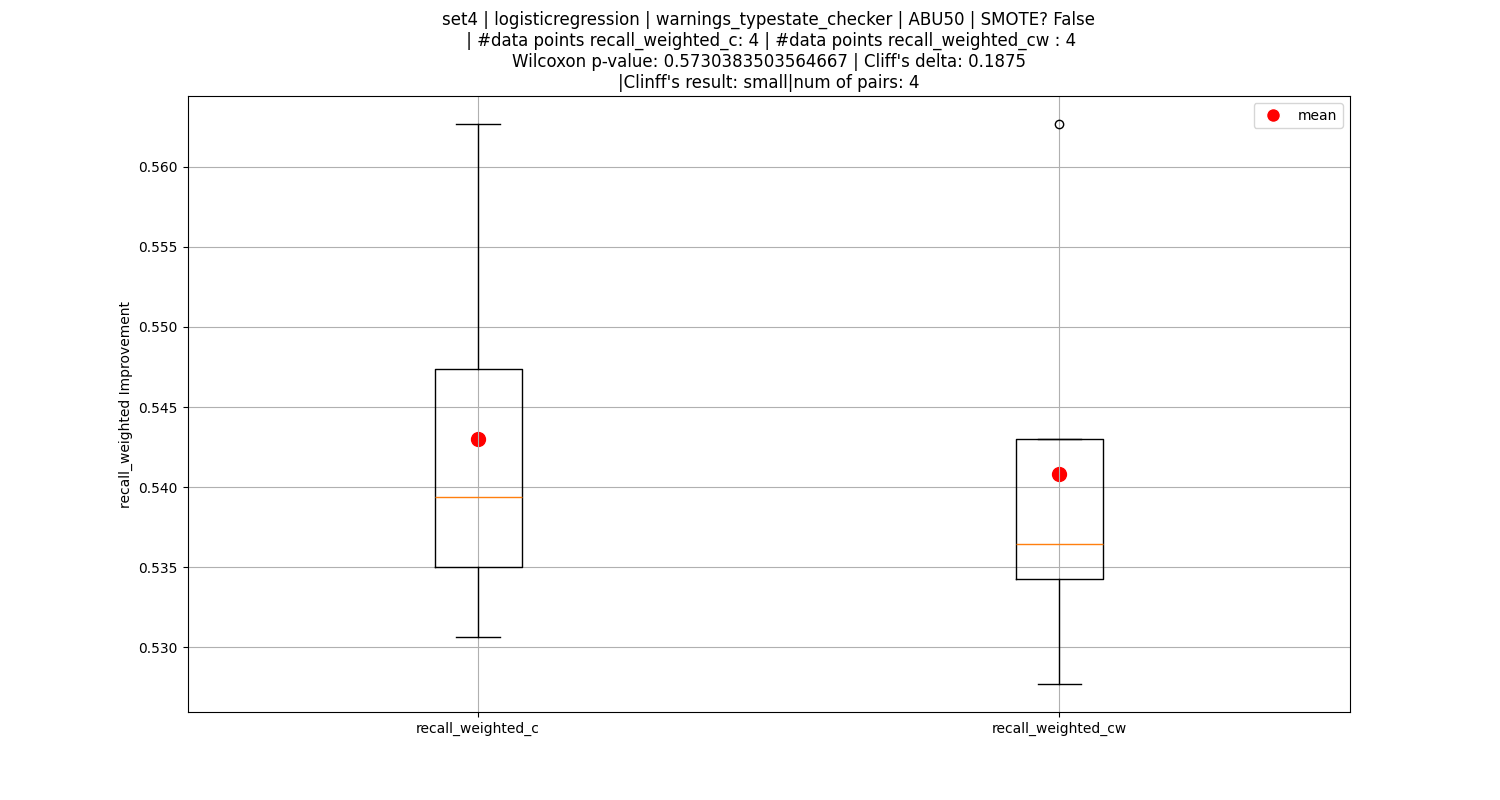 set4 | logisticregression | warnings_typestate_checker | ABU50 | SMOTE? False
| #data points recall_weighted_c: 4 | #data points recall_weighted_cw : 4
Wilcoxon p-value: 0.5730383503564667 | Cliff's delta: 0.1875
|Clinff's result: small|num of pairs: 4
mean
0.560
0.555
0.550
0.545
0.540
0.535
0.530
recall_weighted Improvement
recall_weighted_c
recall_weighted_cw